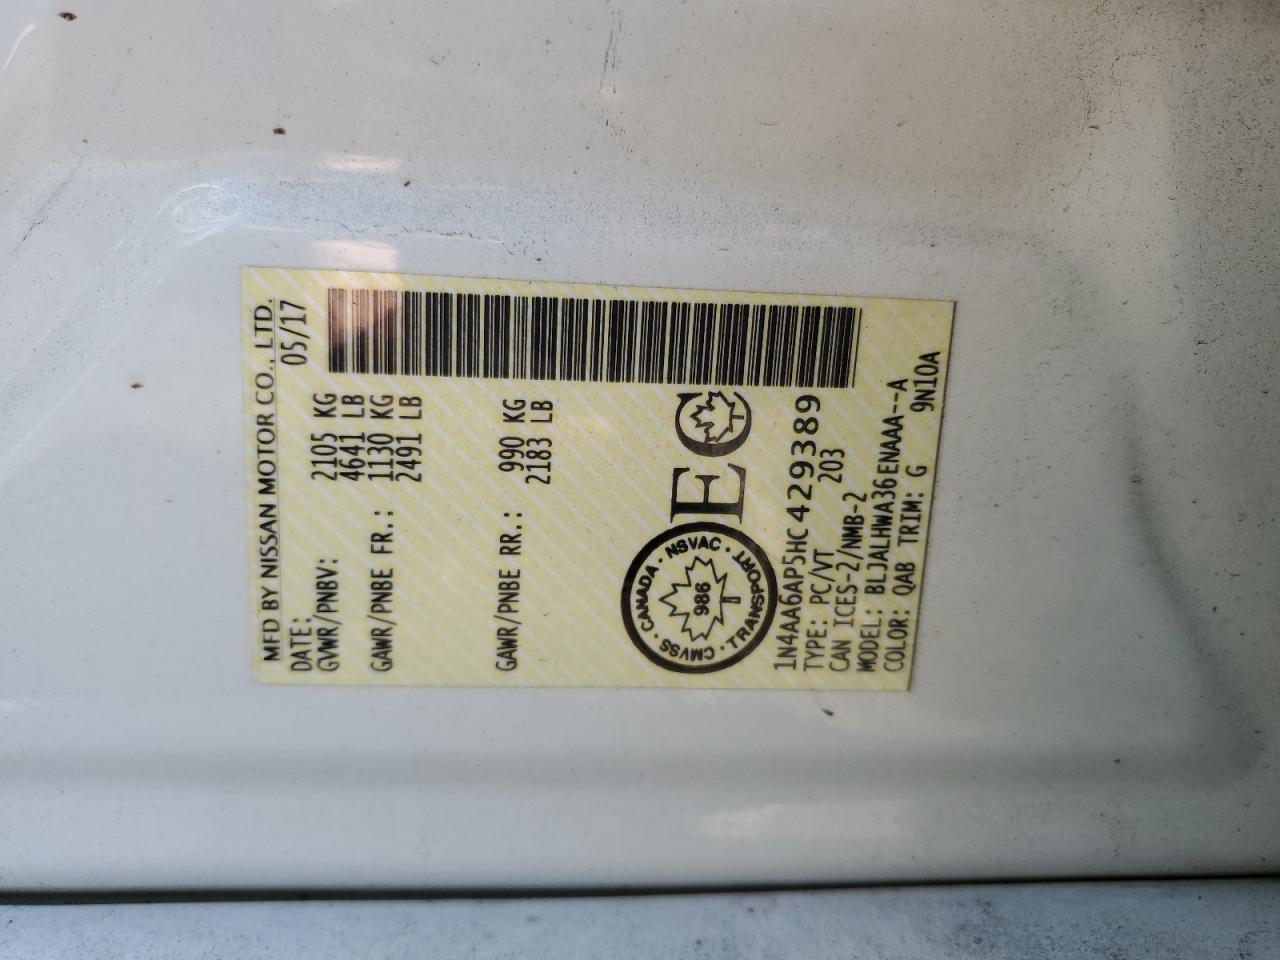 MFD BY NISSAN MOTOR CO., LTD.
DATE: 05/17
GVWR/PNBV: 2105 KG
4641 LB
GAWR/PNBE FR.: 1130 KG
2491 LB
GAWR/PNBE RR.: 990 KG
2183 LB
CANADA · NSVAC · TRANSPORT · CMVSS ·
986
EC
1N4AA6AP5HC429389
TYPE: PC/VT 203
CAN ICES-2/NMB-2
MODEL: BLJALHWA36ENAAA--A
COLOR: QAB TRIM: G 9N10A